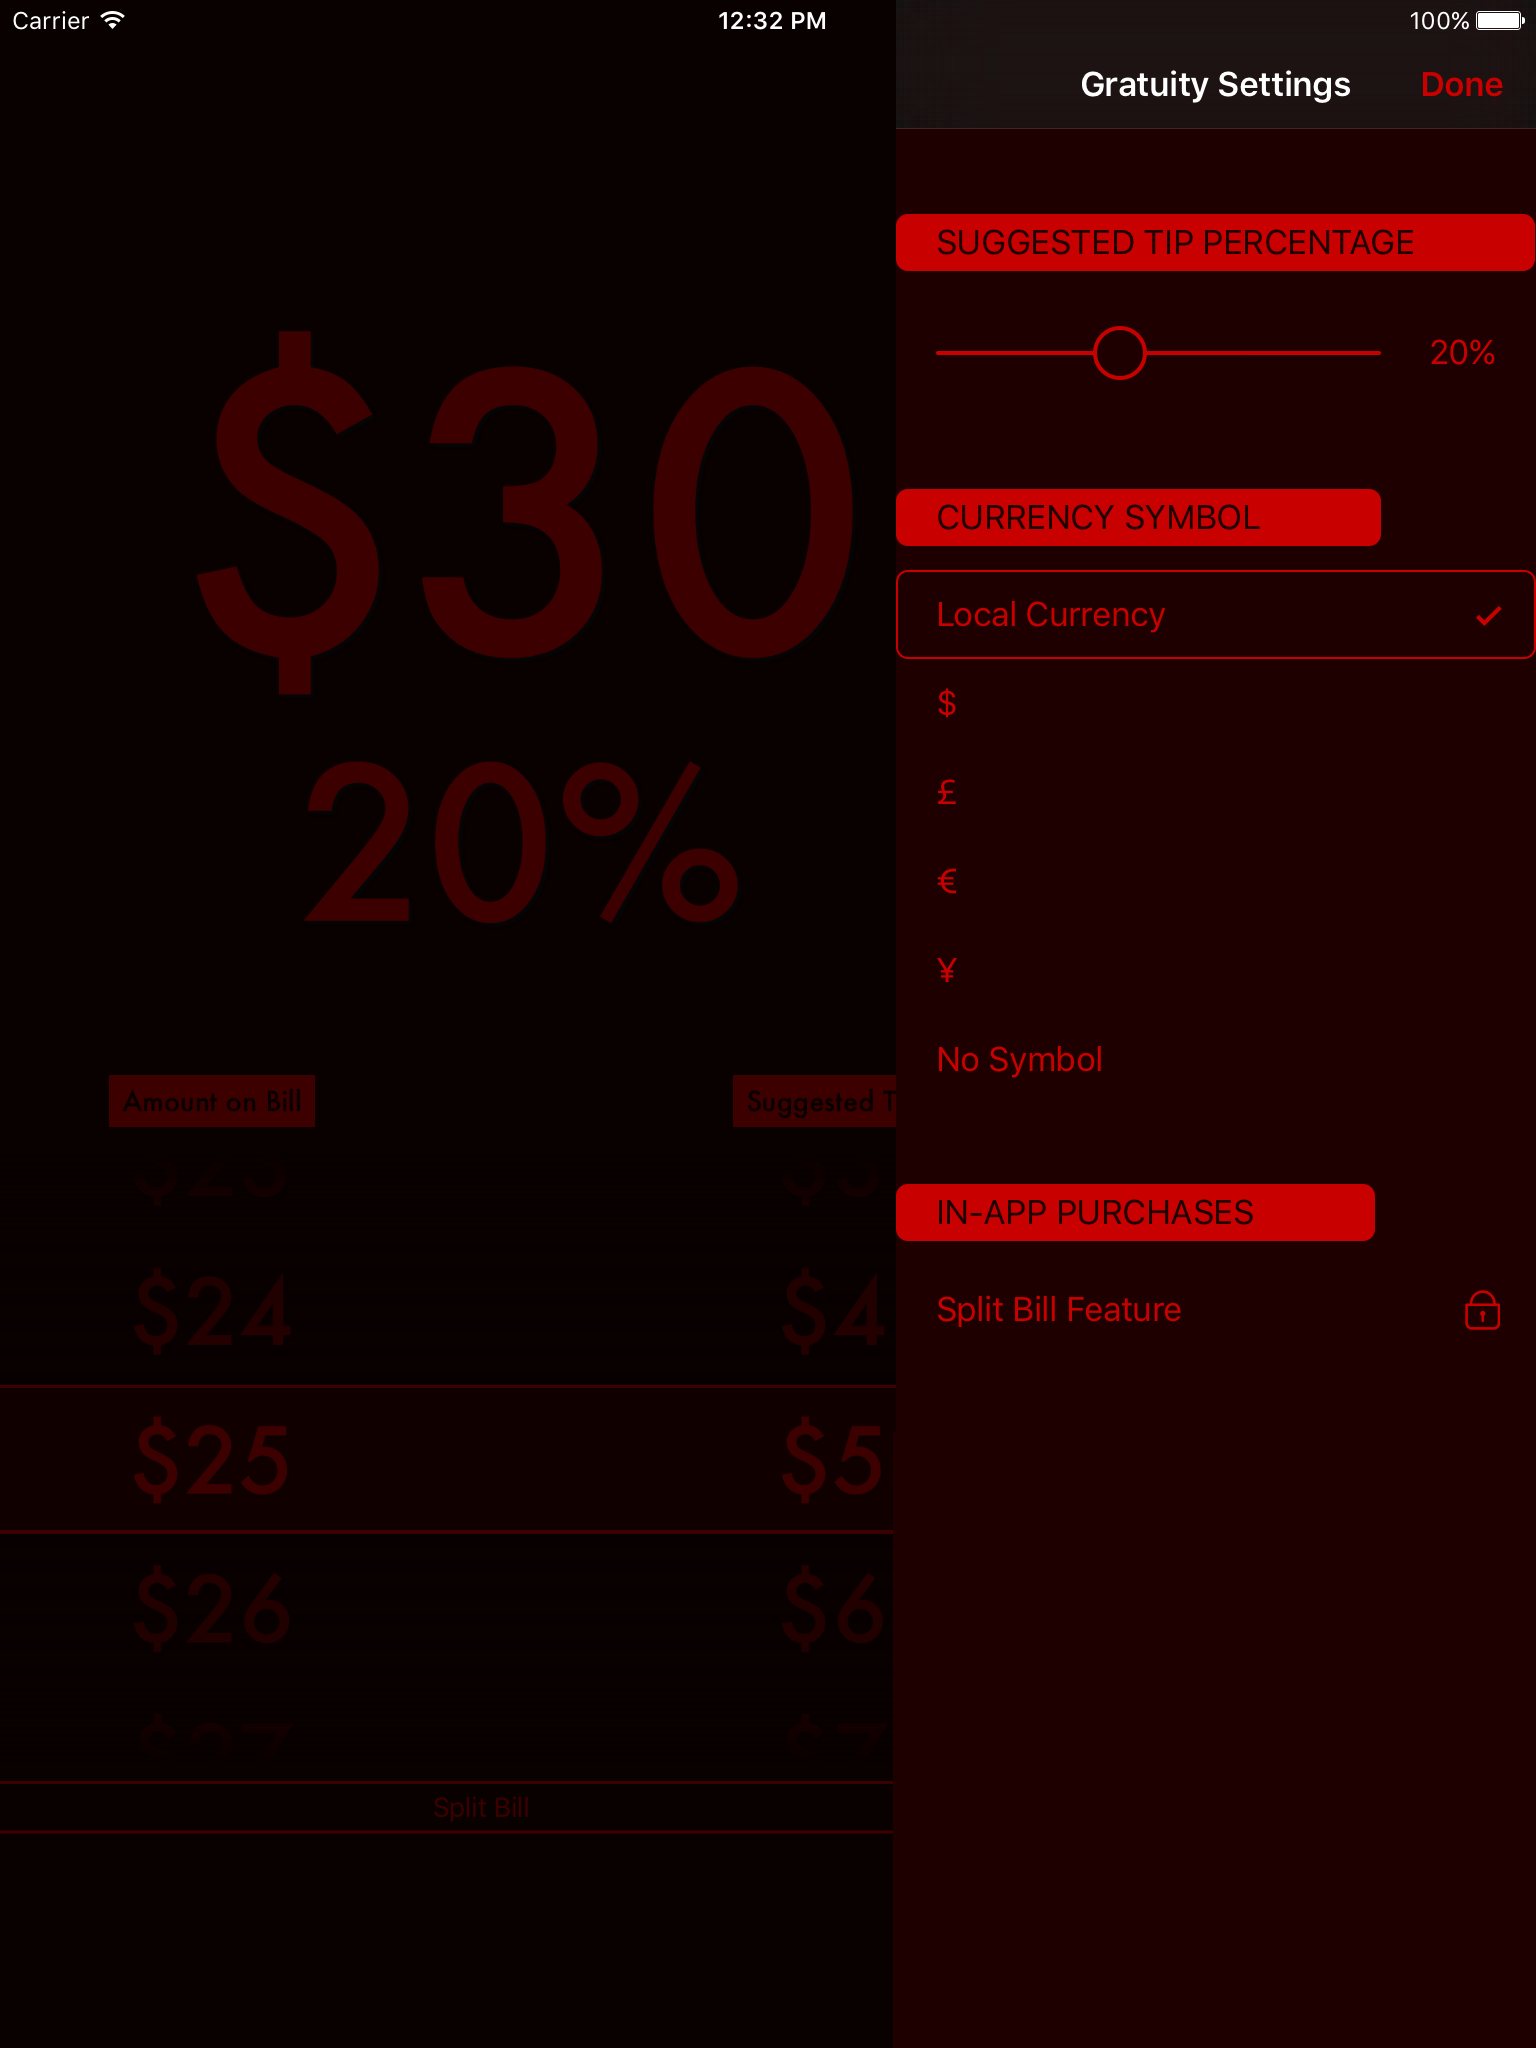 Carrier
12:32 PM
100%
Gratuity Settings
Done
$30
20%
Amount on Bill
Suggested T
$24
$4
$25
$5
$26
$6
Split Bill
SUGGESTED TIP PERCENTAGE
20%
CURRENCY SYMBOL
Local Currency
$
£
€
¥
No Symbol
IN-APP PURCHASES
Split Bill Feature